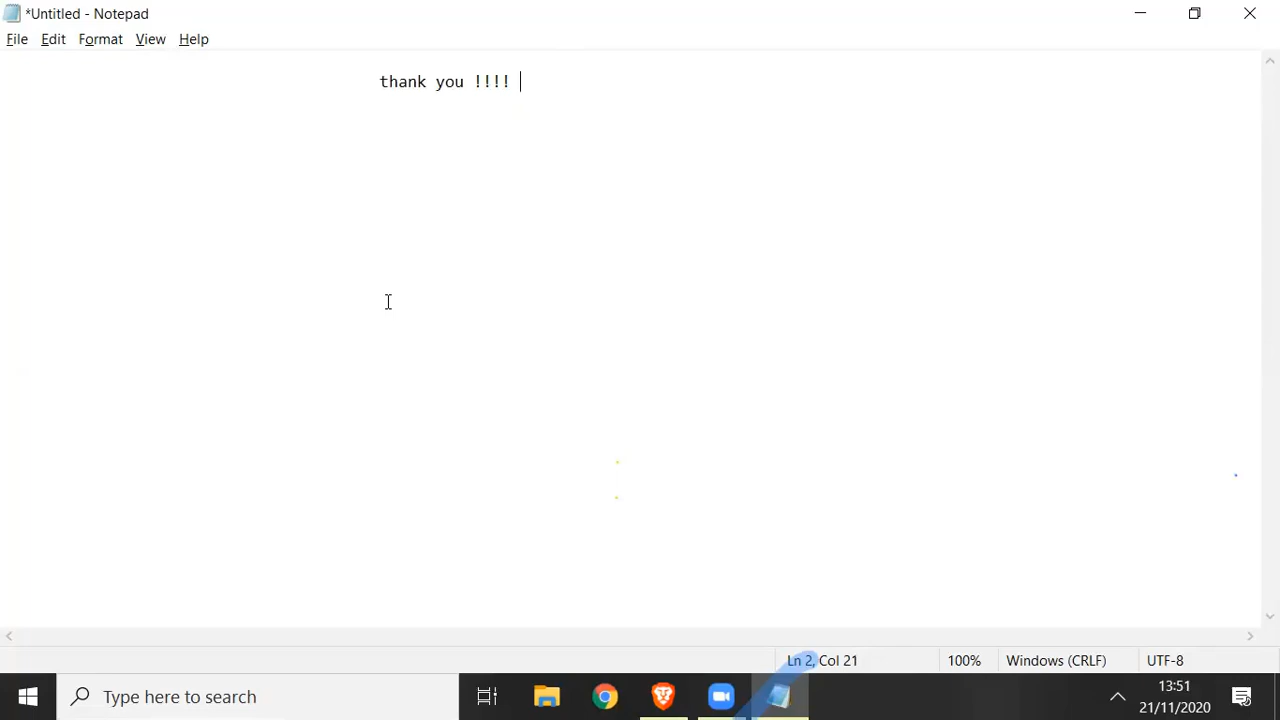 *Untitled - Notepad
File Edit Format View Help
thank you !!!!
Ln 2, Col 21 100% Windows (CRLF) UTF-8
Type here to search
13:51
21/11/2020